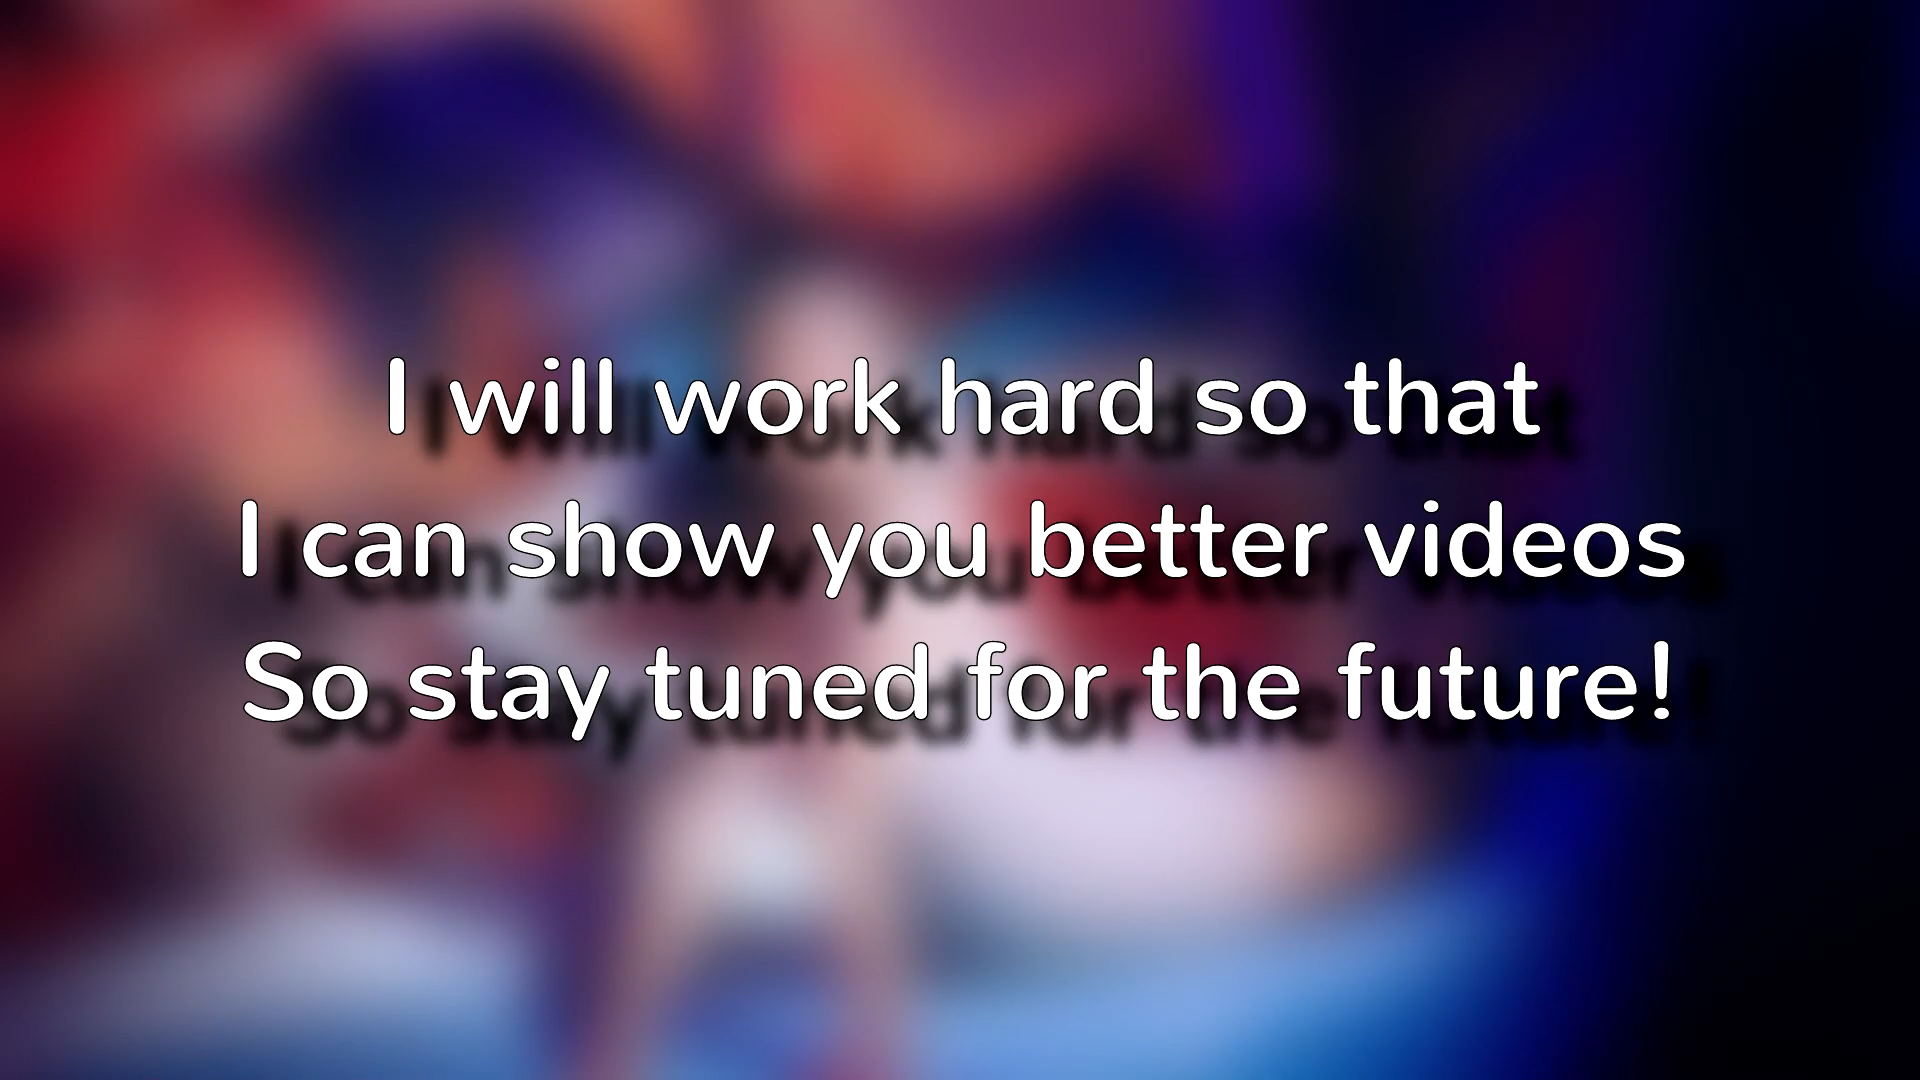 I will work hard so that
I can show you better videos
So stay tuned for the future!